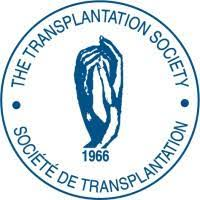 THE TRANSPLANTATION SOCIETY
1966
SOCIÉTÉ DE TRANSPLANTATION